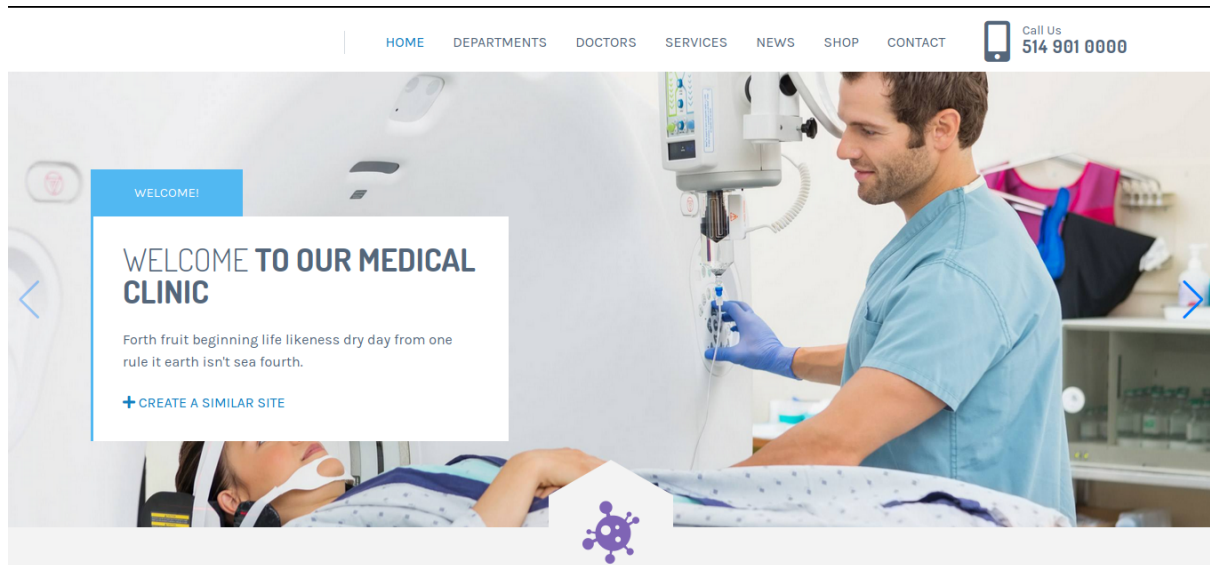 HOME DEPARTMENTS DOCTORS SERVICES NEWS SHOP CONTACT
Call Us
514 901 0000
WELCOME!
WELCOME TO OUR MEDICAL
CLINIC
Forth fruit beginning life likeness dry day from one
rule it earth isn't sea fourth.
CREATE A SIMILAR SITE